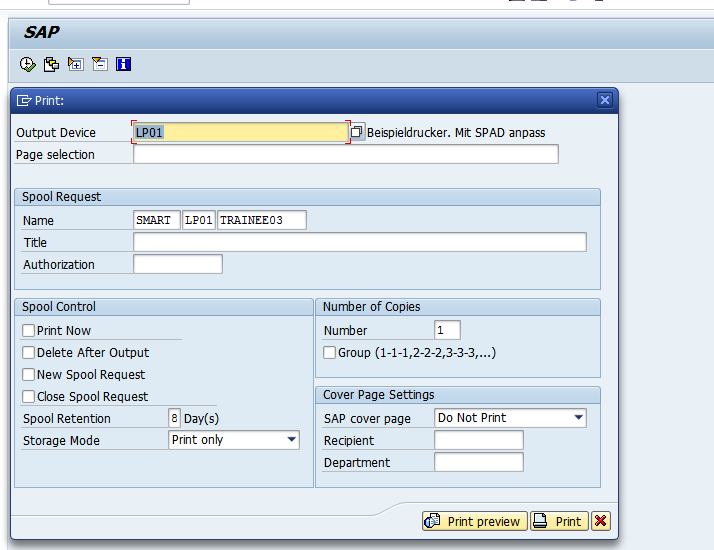 SAP
Print:
Output Device LP01 Beispieldrucker. Mit SPAD anpass
Page selection
Spool Request
Name SMART LP01 TRAINEE03
Title
Authorization
Spool Control
Print Now
Delete After Output
New Spool Request
Close Spool Request
Spool Retention 8 Day(s)
Storage Mode Print only
Number of Copies
Number 1
Group (1-1-1,2-2-2,3-3-3,...)
Cover Page Settings
SAP cover page Do Not Print
Recipient
Department
Print preview Print